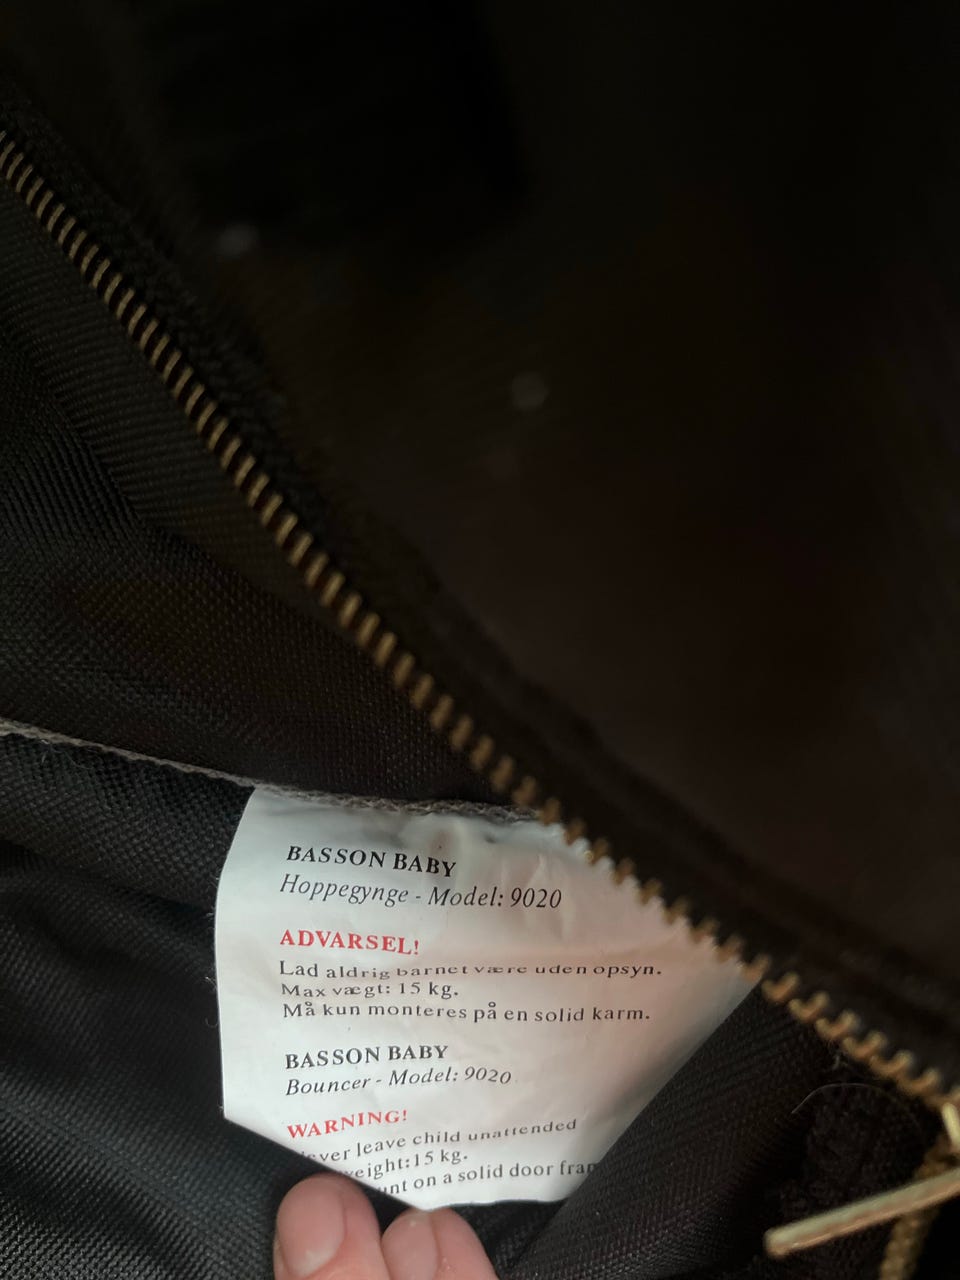 BASSON BABY
Hoppegynge - Model: 9020
ADVARSEL!
Lad aldrig barnet være uden opsyn.
Max vægt: 15 kg.
Må kun monteres på en solid karm.
BASSON BABY
Bouncer - Model: 9020
WARNING!
leave child unattended
15 kg.
on a solid door